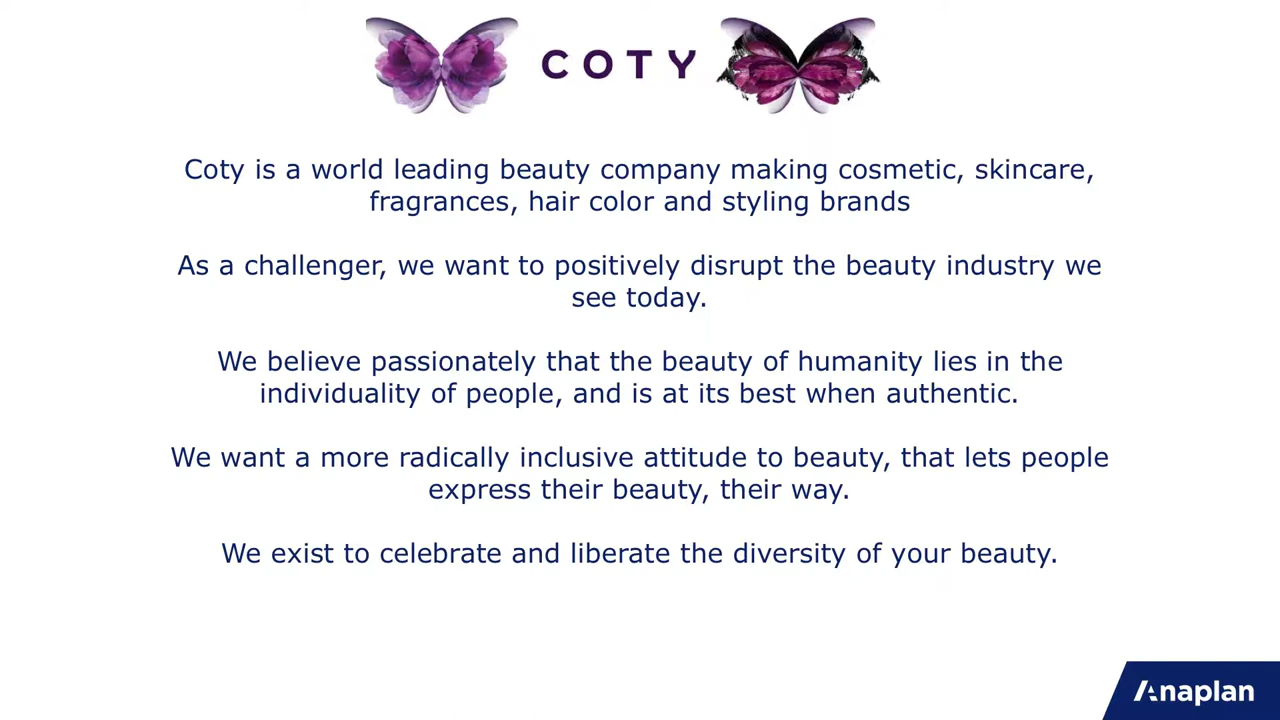 COTY
Coty is a world leading beauty company making cosmetic, skincare,
fragrances, hair color and styling brands
As a challenger, we want to positively disrupt the beauty industry we
see today.
We believe passionately that the beauty of humanity lies in the
individuality of people, and is at its best when authentic.
We want a more radically inclusive attitude to beauty, that lets people
express their beauty, their way.
We exist to celebrate and liberate the diversity of your beauty.
Anaplan